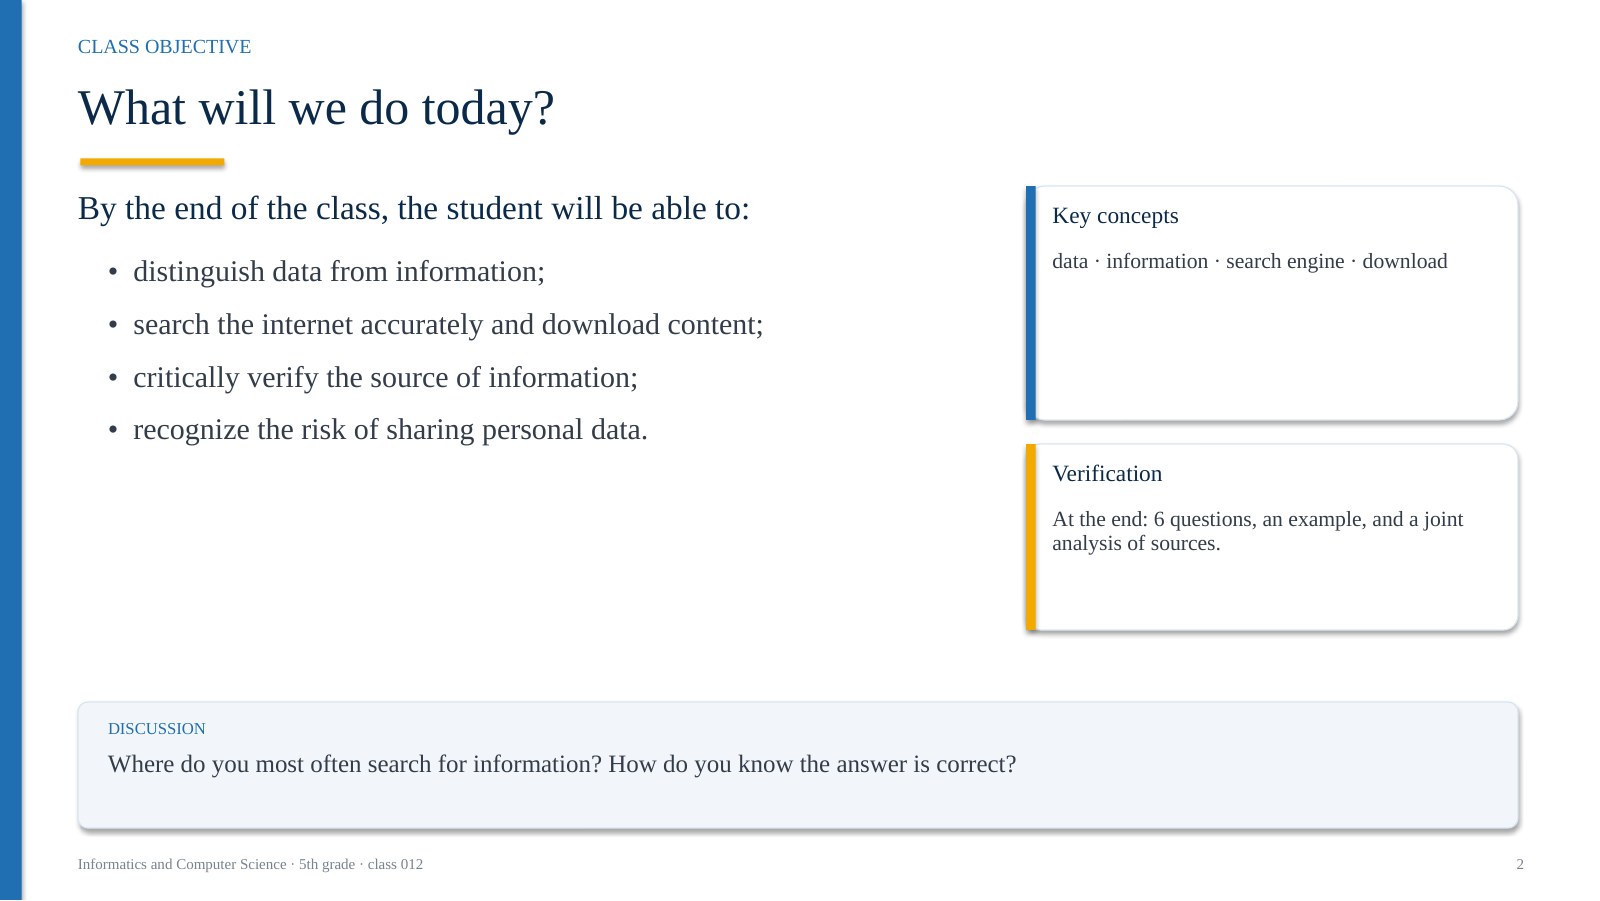 CLASS OBJECTIVE
What will we do today?
By the end of the class, the student will be able to:
• distinguish data from information;
• search the internet accurately and download content;
• critically verify the source of information;
• recognize the risk of sharing personal data.
Key concepts
data · information · search engine · download
Verification
At the end: 6 questions, an example, and a joint
analysis of sources.
DISCUSSION
Where do you most often search for information? How do you know the answer is correct?
Informatics and Computer Science · 5th grade · class 012
2